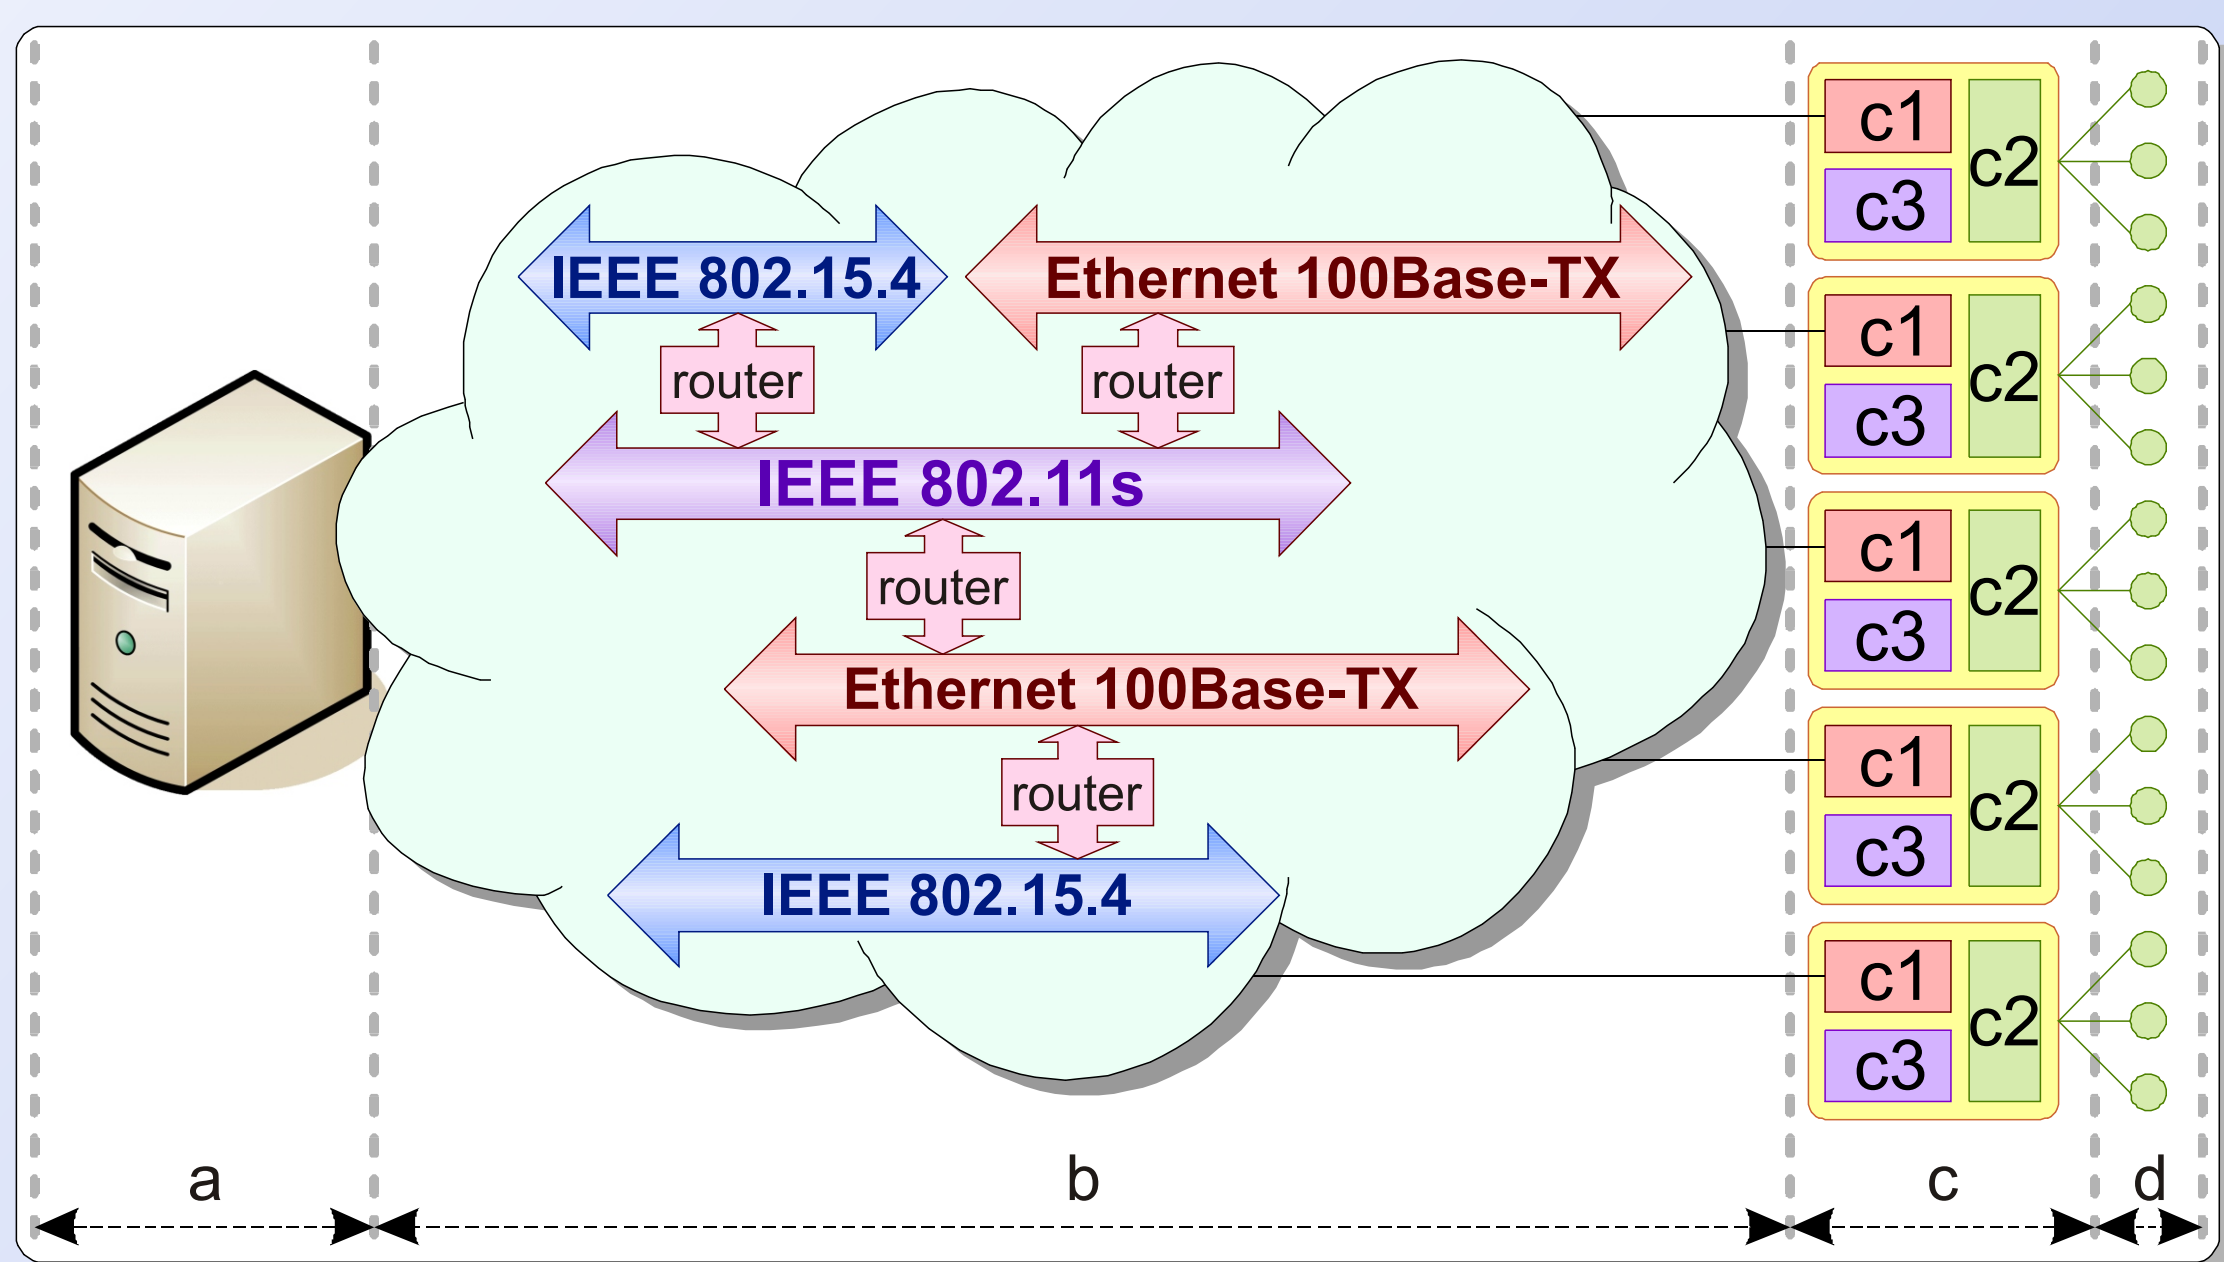 IEEE 802.15.4
Ethernet 100Base-TX
router
router
IEEE 802.11s
router
Ethernet 100Base-TX
router
IEEE 802.15.4
c1
c2
c3
c1
c2
c3
c1
c2
c3
c1
c2
c3
c1
c2
c3
a
b
c
d